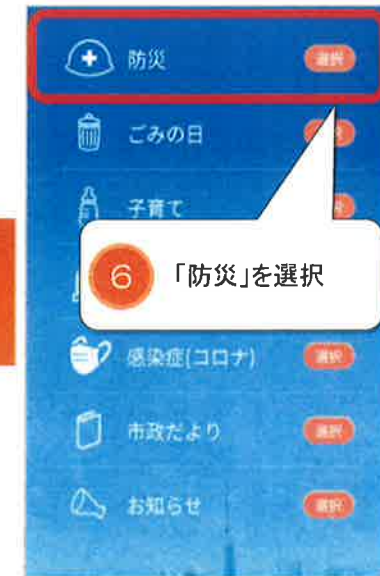 防災 選択
ごみの日
子育て
6 「防災」を選択
感染症(コロナ) 選択
市政だより 選択
お知らせ 選択